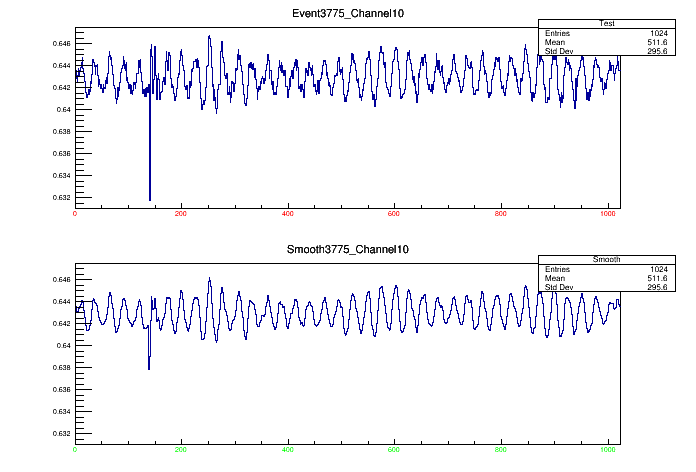 Event3775_Channel10
Test
Entries 1024
Mean 511.6
Std Dev 295.6
0.646
0.644
0.642
0.64
0.638
0.636
0.634
0.632
0 200 400 600 800 1000
Smooth3775_Channel10
Smooth
Entries 1024
Mean 511.6
Std Dev 295.6
0.646
0.644
0.642
0.64
0.638
0.636
0.634
0.632
0 200 400 600 800 1000